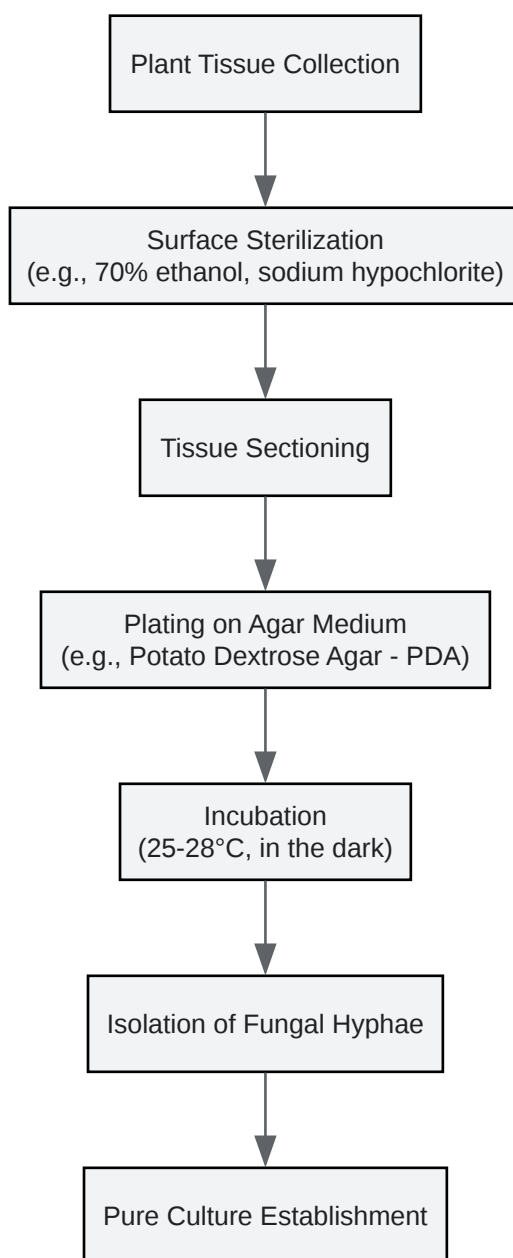 Plant Tissue Collection
Surface Sterilization
(e.g., 70% ethanol, sodium hypochlorite)
Tissue Sectioning
Plating on Agar Medium
(e.g., Potato Dextrose Agar - PDA)
Incubation
(25-28°C, in the dark)
Isolation of Fungal Hyphae
Pure Culture Establishment